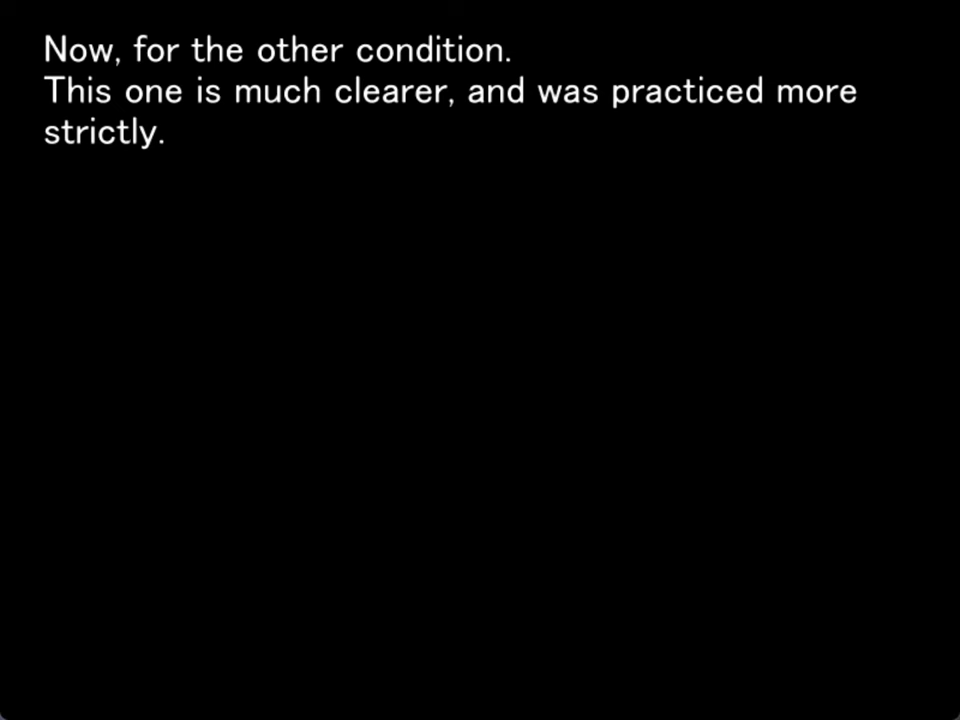 Now, for the other condition.
This one is much clearer, and was practiced more
strictly.